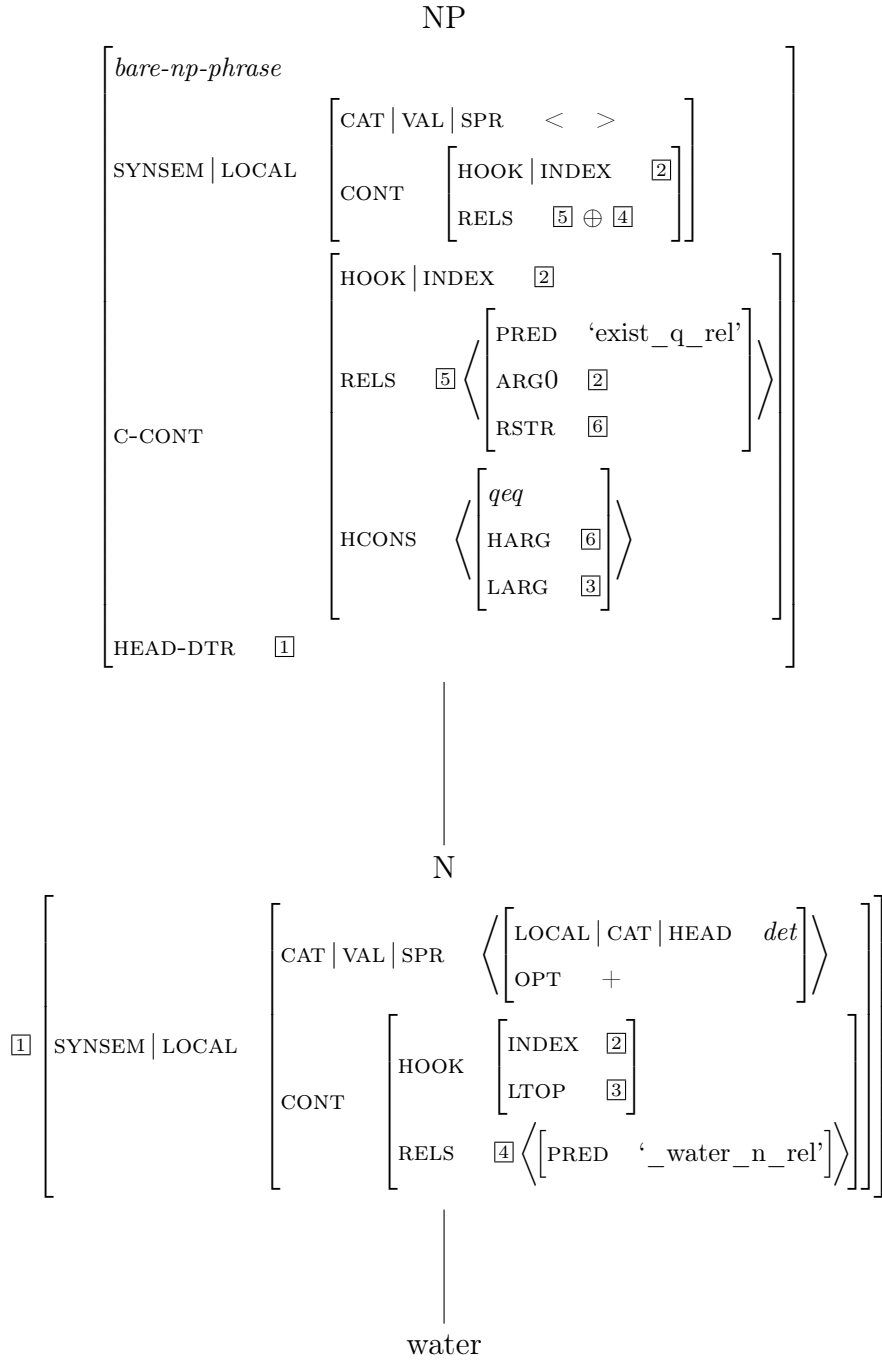 NP
bare-np-phrase
CAT | VAL | SPR < >
SYNSEM | LOCAL
HOOK | INDEX 2
CONT
RELS 5 ⊕ 4
HOOK | INDEX 2
PRED ‘exist_q_rel’
RELS 5 ⟨ ARG0 2 ⟩
RSTR 6
C-CONT
qeq
HCONS ⟨ HARG 6 ⟩
LARG 3
HEAD-DTR 1
N
LOCAL | CAT | HEAD det
CAT | VAL | SPR ⟨ ⟩
OPT +
1 SYNSEM | LOCAL
INDEX 2
HOOK
LTOP 3
CONT
RELS 4 ⟨[PRED ‘_water_n_rel’]⟩
water